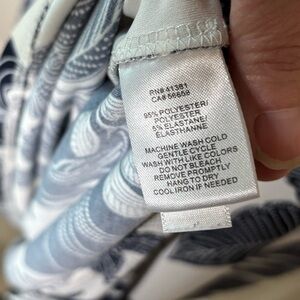 RN# 41381
CA# 56658
95% POLYESTER/
POLYESTER
5% ELASTANE/
ELASTHANNE
MACHINE WASH COLD
GENTLE CYCLE
WASH WITH LIKE COLORS
DO NOT BLEACH
REMOVE PROMPTLY
HANG TO DRY
COOL IRON IF NEEDED